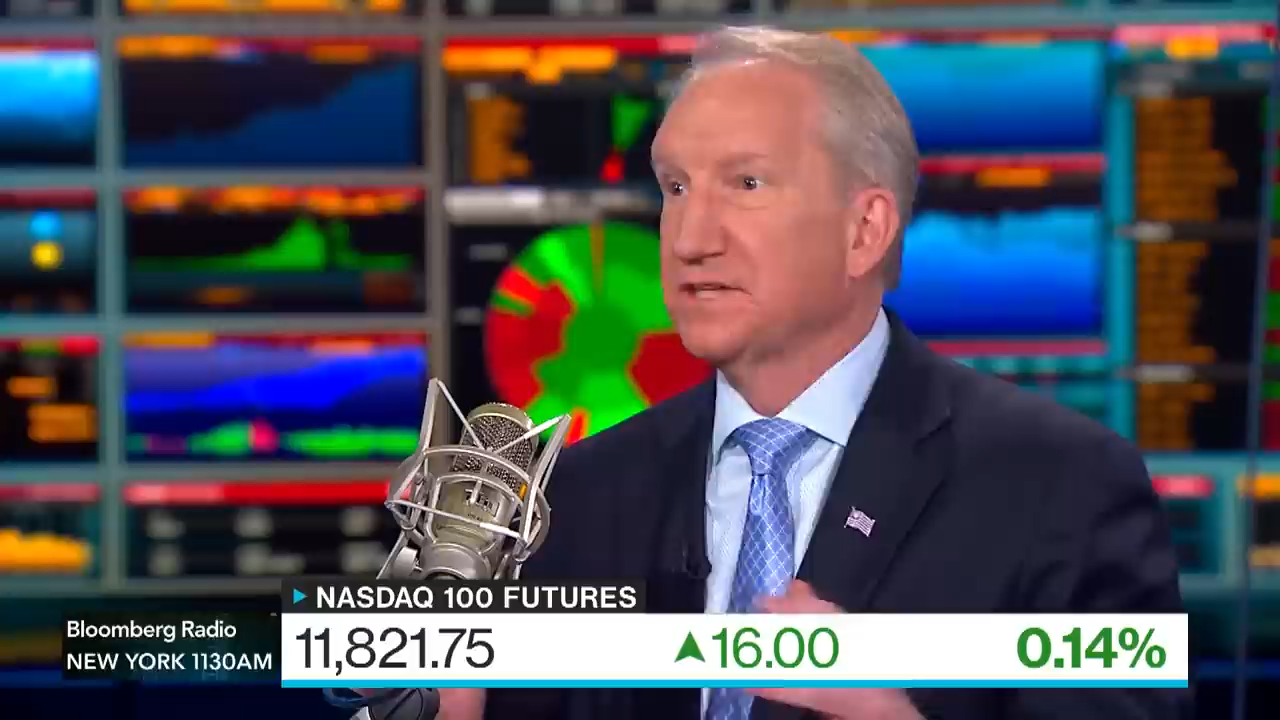 NASDAQ 100 FUTURES
Bloomberg Radio
NEW YORK 1130AM
11,821.75
16.00
0.14%